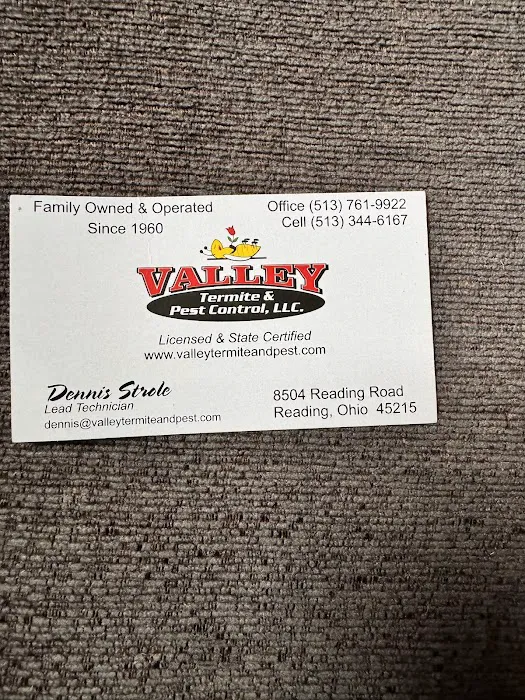 Family Owned & Operated
Since 1960
Office (513) 761-9922
Cell (513) 344-6167
VALLEY
Termite &
Pest Control, LLC.
Licensed & State Certified
www.valleytermiteandpest.com
Dennis Strole
Lead Technician
dennis@valleytermiteandpest.com
8504 Reading Road
Reading, Ohio 45215